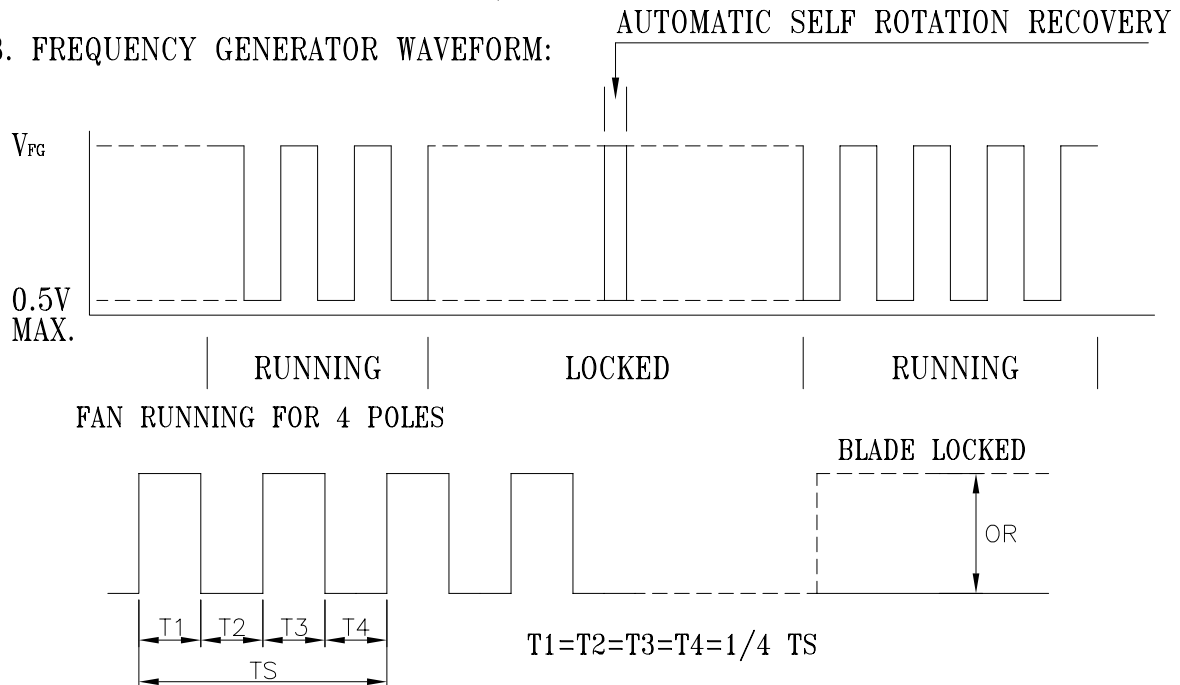 AUTOMATIC SELF ROTATION RECOVERY
3. FREQUENCY GENERATOR WAVEFORM:
VFG
0.5V
MAX.
RUNNING
LOCKED
RUNNING
FAN RUNNING FOR 4 POLES
BLADE LOCKED
OR
T1
T2
T3
T4
T1=T2=T3=T4=1/4 TS
TS